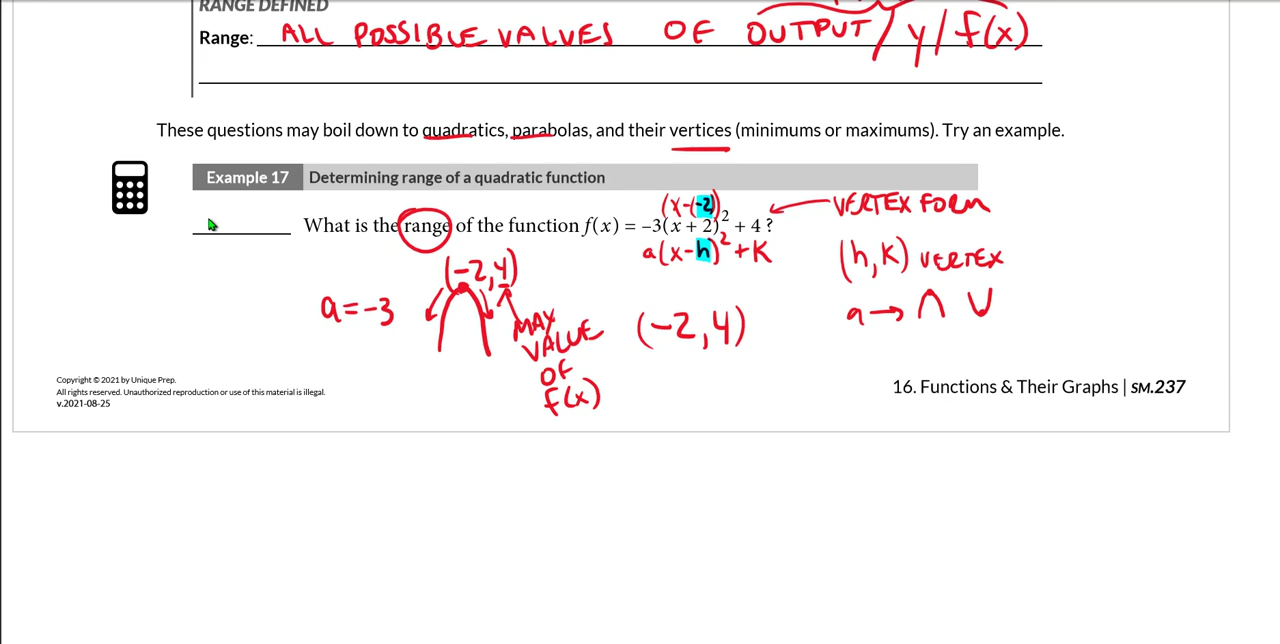 RANGE DEFINED
Range: ALL POSSIBLE VALUES OF OUTPUT / y / f(x)
These questions may boil down to quadratics, parabolas, and their vertices (minimums or maximums). Try an example.
Example 17 Determining range of a quadratic function
(x-(-2)) VERTEX FORM
What is the range of the function f(x) = −3(x + 2)² + 4 ?
a(x-h)² + K (h,K) VERTEX
(-2,4)
a=-3 a → ∩ ∪
MAX VALUE OF f(x) (-2,4)
Copyright © 2021 by Unique Prep.
All rights reserved. Unauthorized reproduction or use of this material is illegal.
v.2021-08-25
16. Functions & Their Graphs | SM.237